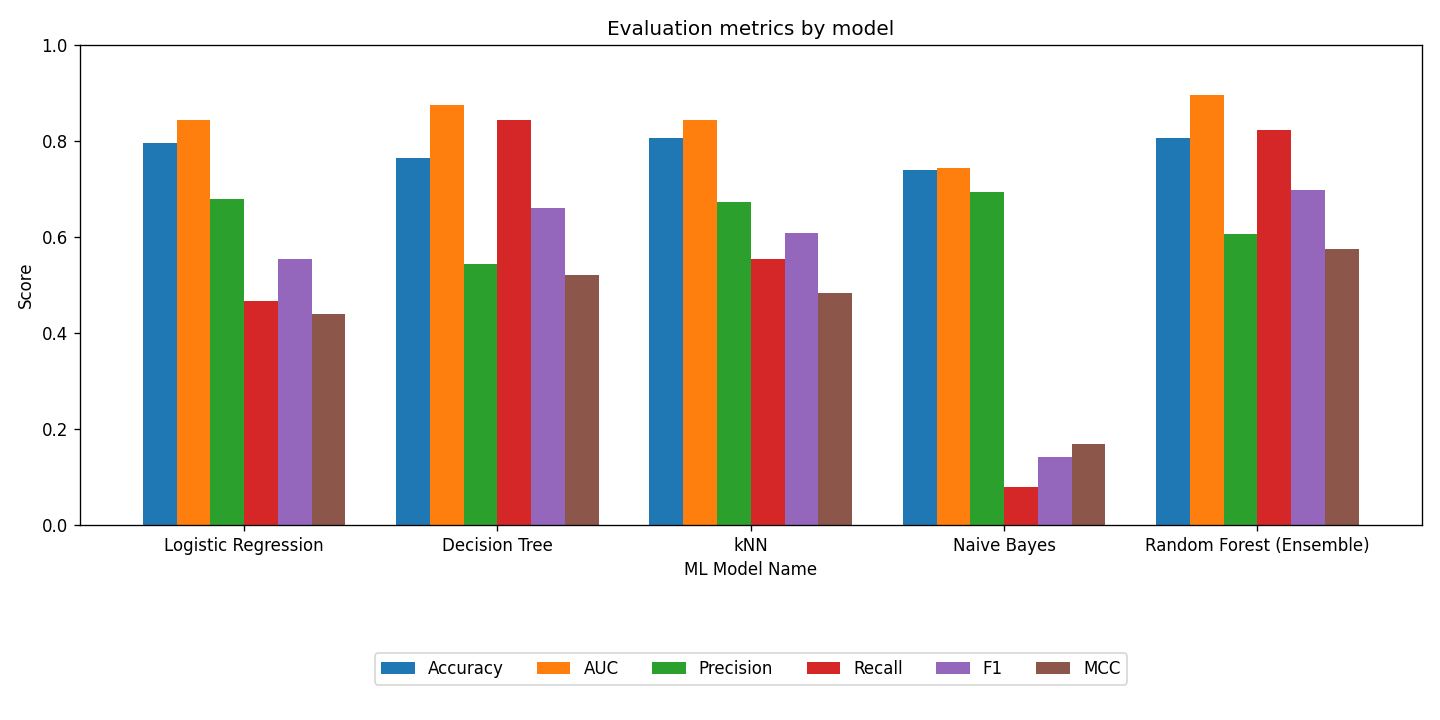 Evaluation metrics by model
1.0
0.8
0.6
0.4
0.2
0.0
Score
Logistic Regression Decision Tree kNN Naive Bayes Random Forest (Ensemble)
ML Model Name
Accuracy AUC Precision Recall F1 MCC